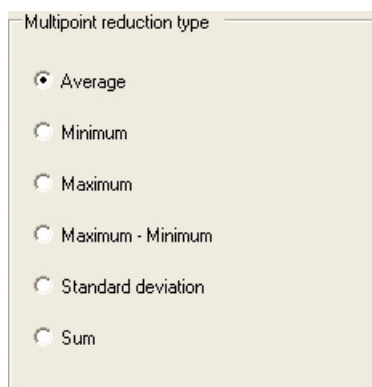 Multipoint reduction type
Average
Minimum
Maximum
Maximum - Minimum
Standard deviation
Sum